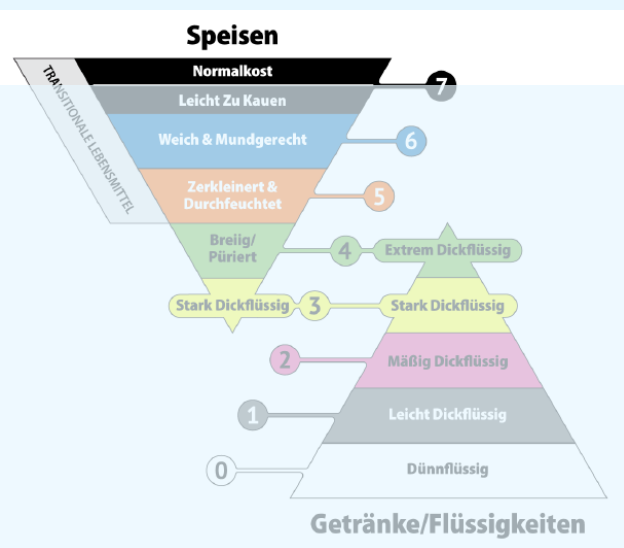 Speisen
TRANSITIONALE LEBENSMITTEL
Normalkost
7
Leicht Zu Kauen
Weich & Mundgerecht
6
Zerkleinert &
Durchfeuchtet
5
Breiig/
Püriert
4
Extrem Dickflüssig
Stark Dickflüssig
3
Stark Dickflüssig
2
Mäßig Dickflüssig
1
Leicht Dickflüssig
0
Dünnflüssig
Getränke/Flüssigkeiten